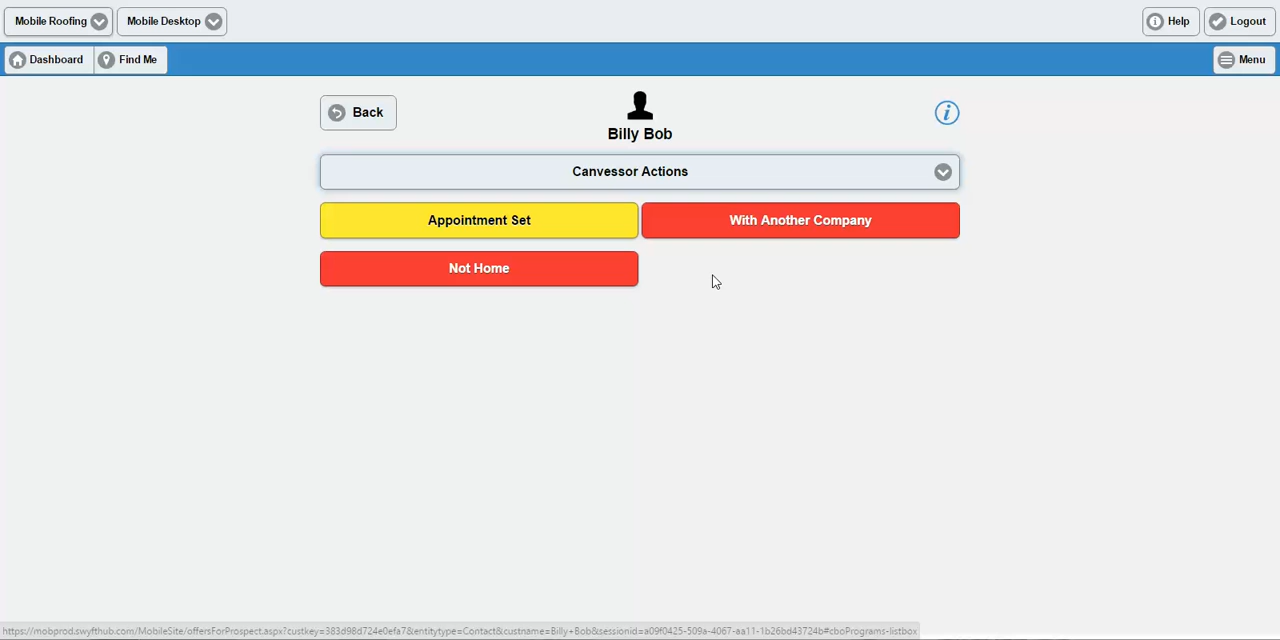 Mobile Roofing Mobile Desktop Help Logout
Dashboard Find Me Menu
Back
Billy Bob
Canvessor Actions
Appointment Set With Another Company
Not Home
https://mobprod.swyfthub.com/MobileSite/offersForProspect.aspx?custkey=383d98d724e0efa7&entitytype=Contact&custname=Billy+Bob&sessionid=a09f0425-509a-4067-aa11-1b26bd43724b#cboPrograms-listbox